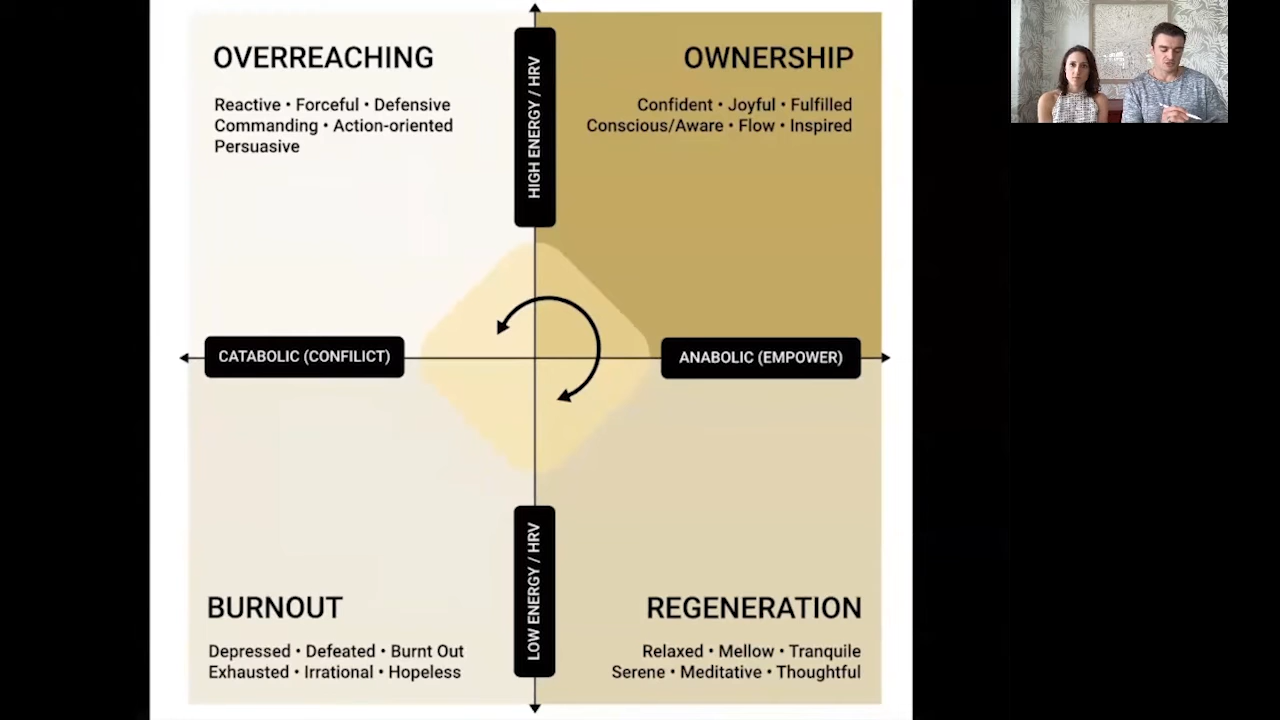 OVERREACHING
Reactive • Forceful • Defensive
Commanding • Action-oriented
Persuasive
HIGH ENERGY / HRV
OWNERSHIP
Confident • Joyful • Fulfilled
Conscious/Aware • Flow • Inspired
CATABOLIC (CONFILICT)
ANABOLIC (EMPOWER)
BURNOUT
Depressed • Defeated • Burnt Out
Exhausted • Irrational • Hopeless
LOW ENERGY / HRV
REGENERATION
Relaxed • Mellow • Tranquile
Serene • Meditative • Thoughtful